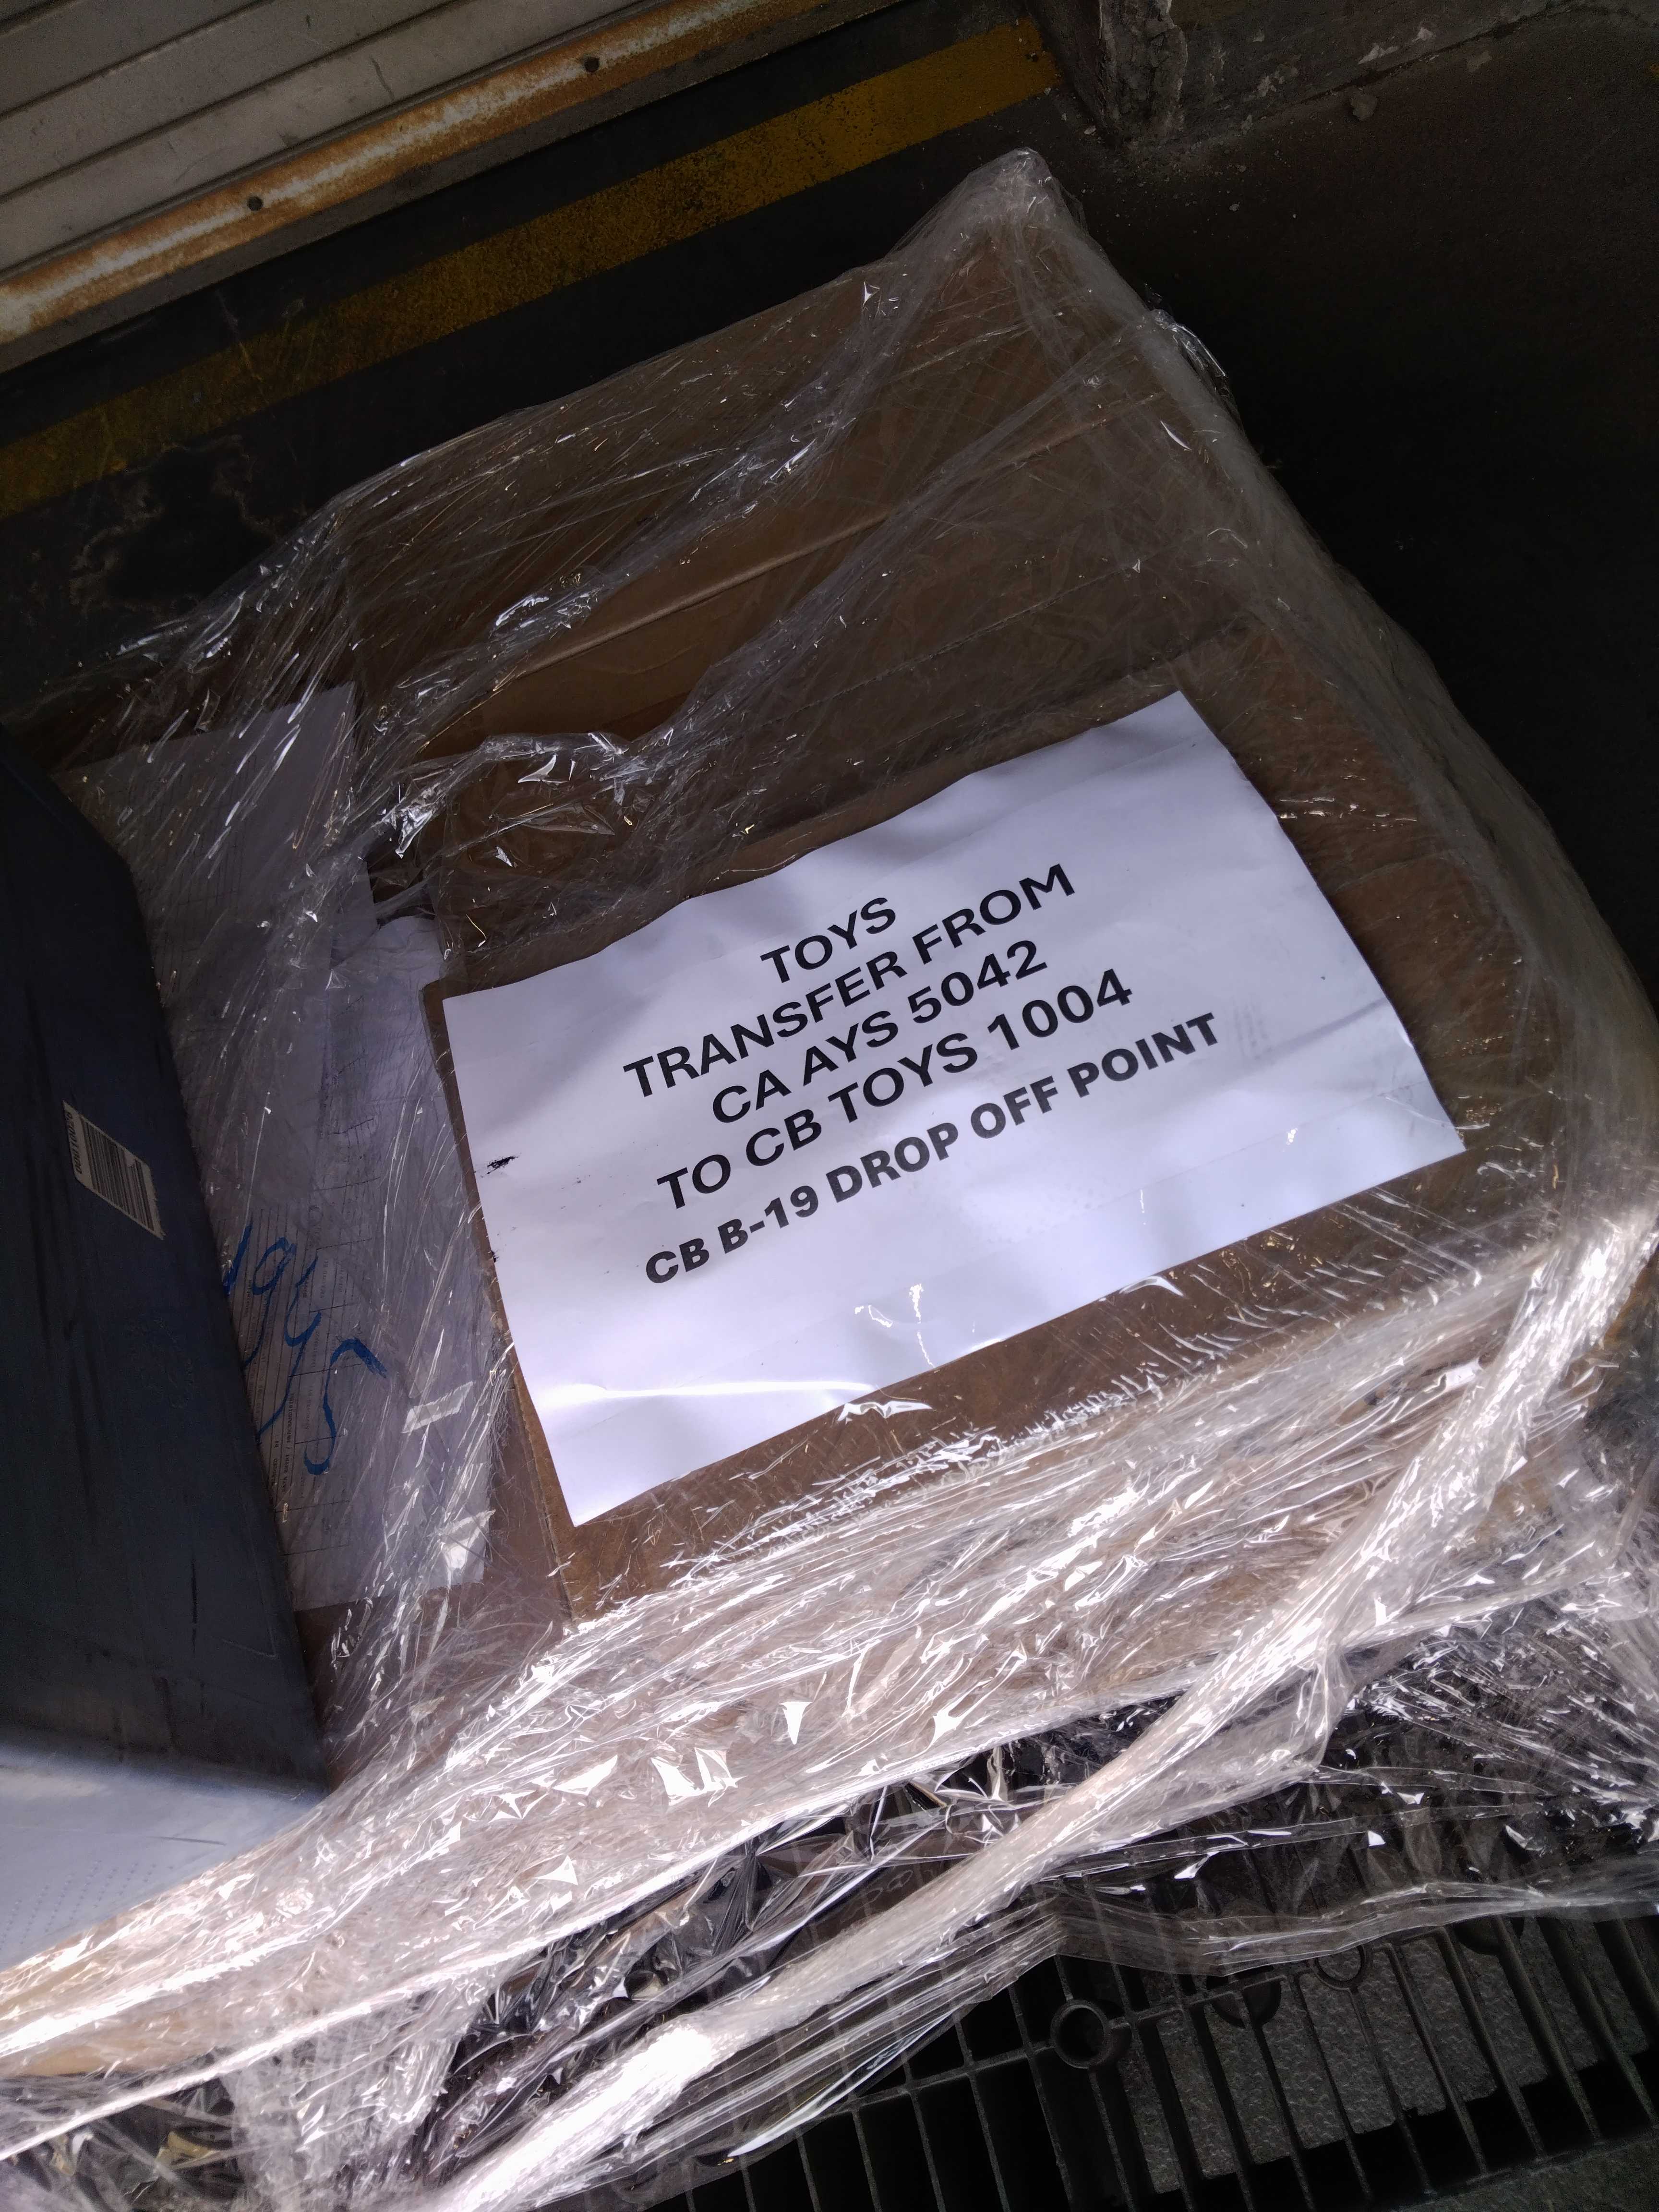 TOYS
TRANSFER FROM
CA AYS 5042
TO CB TOYS 1004
CB B-19 DROP OFF POINT